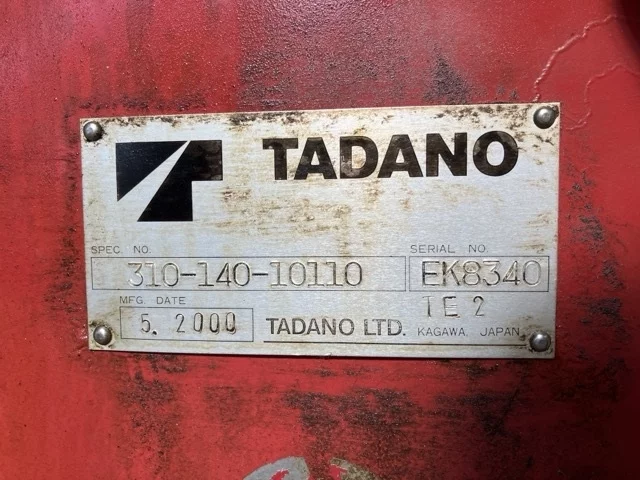 TADANO
SPEC. NO. SERIAL NO.
310-140-10110 EK8340
MFG. DATE 1E2
5. 2000 TADANO LTD. KAGAWA, JAPAN